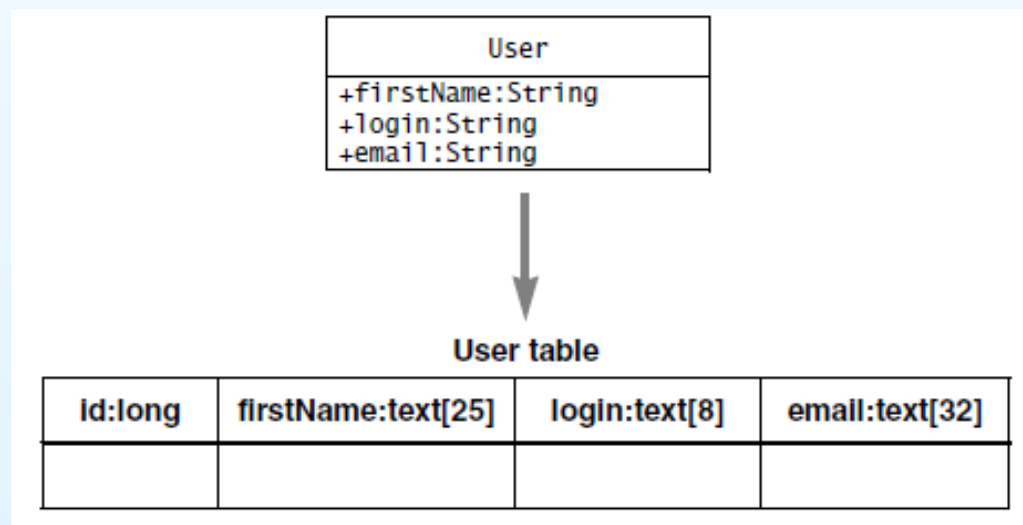 User
+firstName:String
+login:String
+email:String
User table
id:long firstName:text[25] login:text[8] email:text[32]